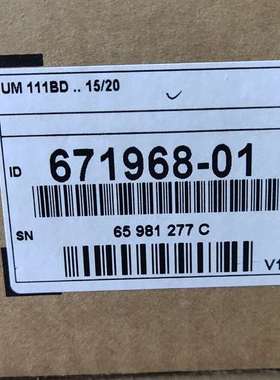 UM 111BD .. 15/20
ID 671968-01
SN 65 981 277 C
V1